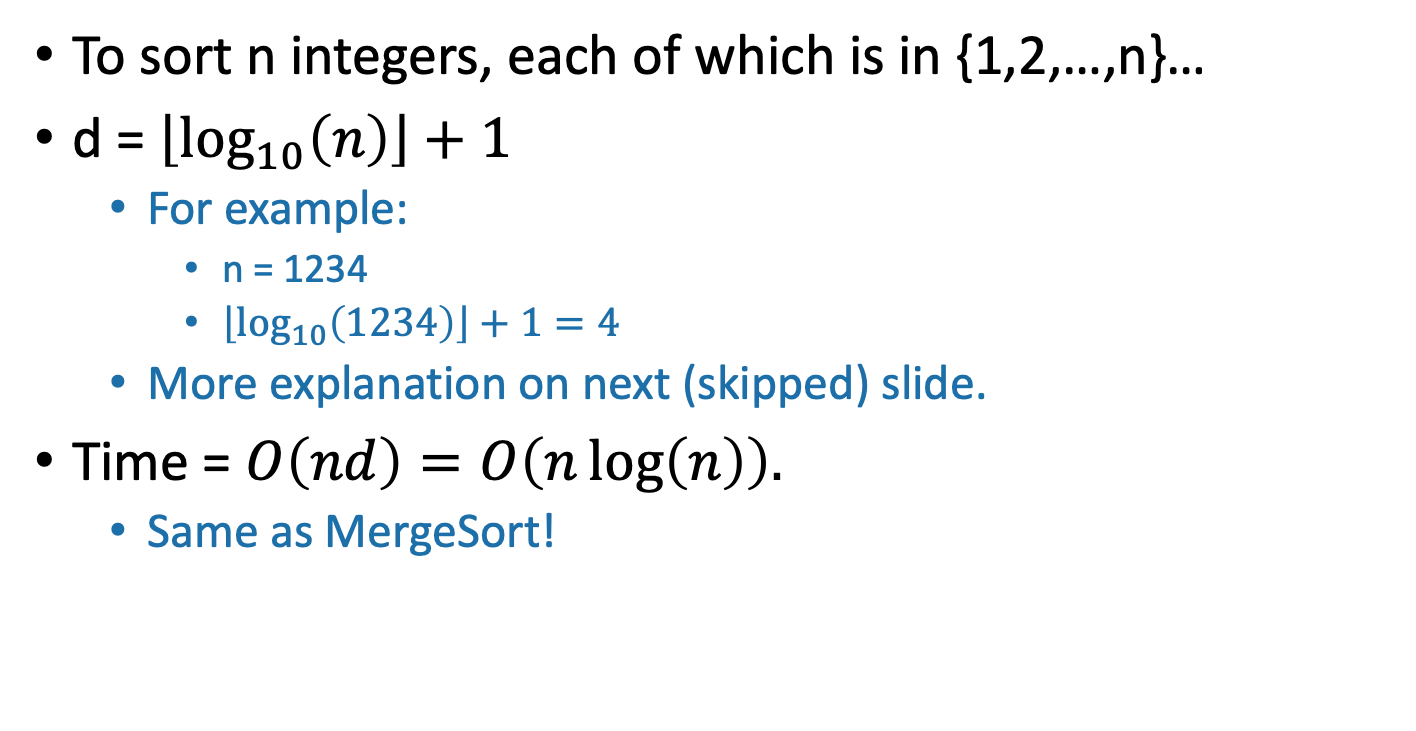 • To sort n integers, each of which is in {1,2,…,n}…
• d = ⌊log₁₀(n)⌋ + 1
• For example:
• n = 1234
• ⌊log₁₀(1234)⌋ + 1 = 4
• More explanation on next (skipped) slide.
• Time = O(nd) = O(n log(n)).
• Same as MergeSort!